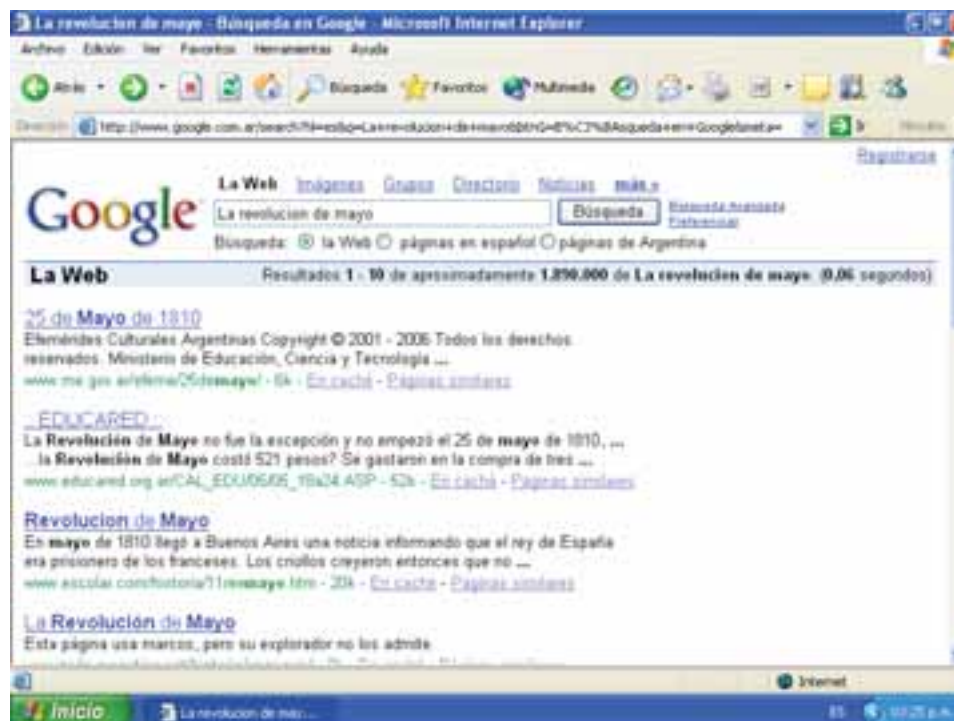 La revolucion de mayo - Búsqueda en Google - Microsoft Internet Explorer
Archivo Edición Ver Favoritos Herramientas Ayuda
Atrás Búsqueda Favoritos Multimedia
Registrarse
Google
La Web Imágenes Grupos Directorio Noticias más »
La revolucion de mayo Búsqueda Búsqueda Avanzada
Preferencias
Búsqueda: la Web páginas en español páginas de Argentina
La Web Resultados 1 - 10 de aproximadamente 1.890.000 de La revolucion de mayo. (0,06 segundos)
25 de Mayo de 1810
Efemérides Culturales Argentinas Copyright © 2001 - 2006 Todos los derechos
reservados. Ministerio de Educación, Ciencia y Tecnología ...
6k - En caché - Páginas similares
...EDUCARED...
La Revolución de Mayo no fue la escepción y no empezó el 25 de mayo de 1810, ...
... la Revolución de Mayo costó 521 pesos? Se gastaron en la compra de tres ...
52k - En caché - Páginas similares
Revolucion de Mayo
En mayo de 1810 llegó a Buenos Aires una noticia informando que el rey de España
era prisionero de los franceses. Los criollos creyeron entonces que no ...
20k - En caché - Páginas similares
La Revolución de Mayo
Esta página usa marcos, pero su explorador no los admite.
Internet
Inicio La revolucion de may... ES